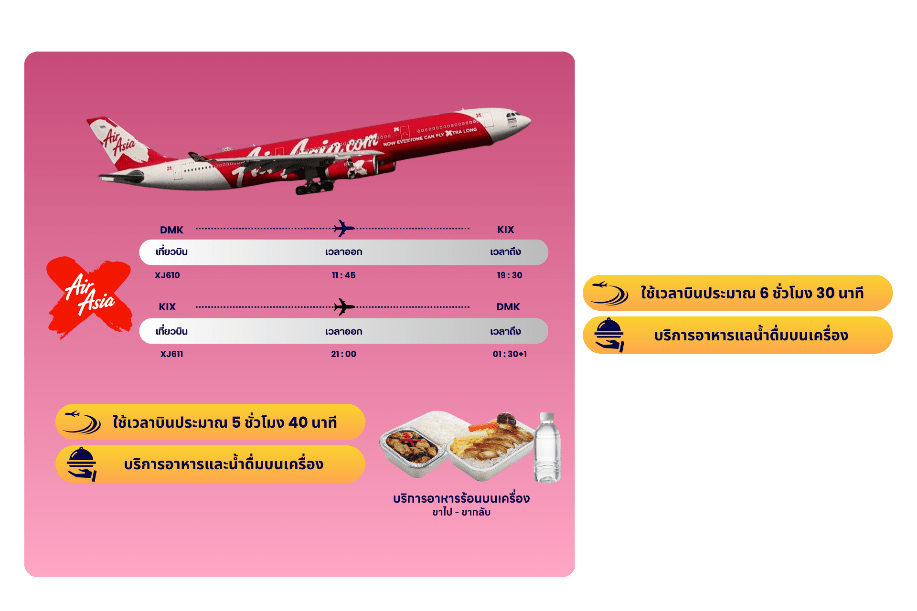 Air Asia
AirAsia.com
NOW EVERYONE CAN FLY XTRA LONG
DMK
KIX
เที่ยวบิน
เวลาออก
เวลาถึง
XJ610
11 : 45
19 : 30
Air Asia
KIX
DMK
เที่ยวบิน
เวลาออก
เวลาถึง
XJ611
21 : 00
01 : 30+1
ใช้เวลาบินประมาณ 5 ชั่วโมง 40 นาที
บริการอาหารและน้ำดื่มบนเครื่อง
บริการอาหารร้อนบนเครื่อง
ขาไป - ขากลับ
ใช้เวลาบินประมาณ 6 ชั่วโมง 30 นาที
บริการอาหารแลน้ำดื่มบนเครื่อง